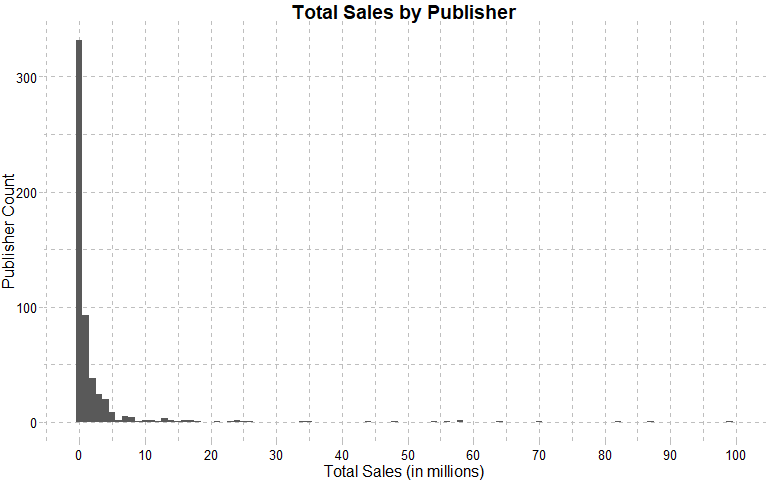 Total Sales by Publisher
Publisher Count
300
200
100
0
0 10 20 30 40 50 60 70 80 90 100
Total Sales (in millions)